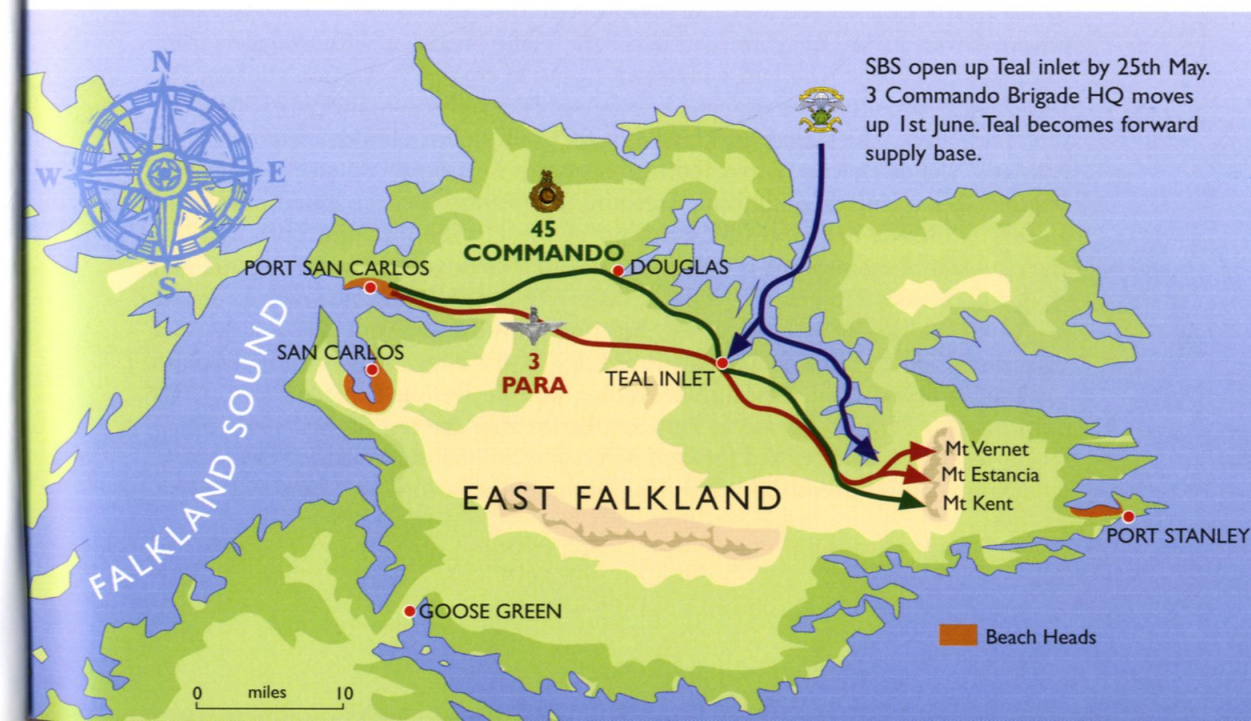 SBS open up Teal inlet by 25th May.
3 Commando Brigade HQ moves
up 1st June. Teal becomes forward
supply base.
N
W
E
S
45
COMMANDO
DOUGLAS
PORT SAN CARLOS
SAN CARLOS
3
PARA
TEAL INLET
FALKLAND SOUND
Mt Vernet
Mt Estancia
Mt Kent
EAST FALKLAND
PORT STANLEY
GOOSE GREEN
Beach Heads
0 miles 10